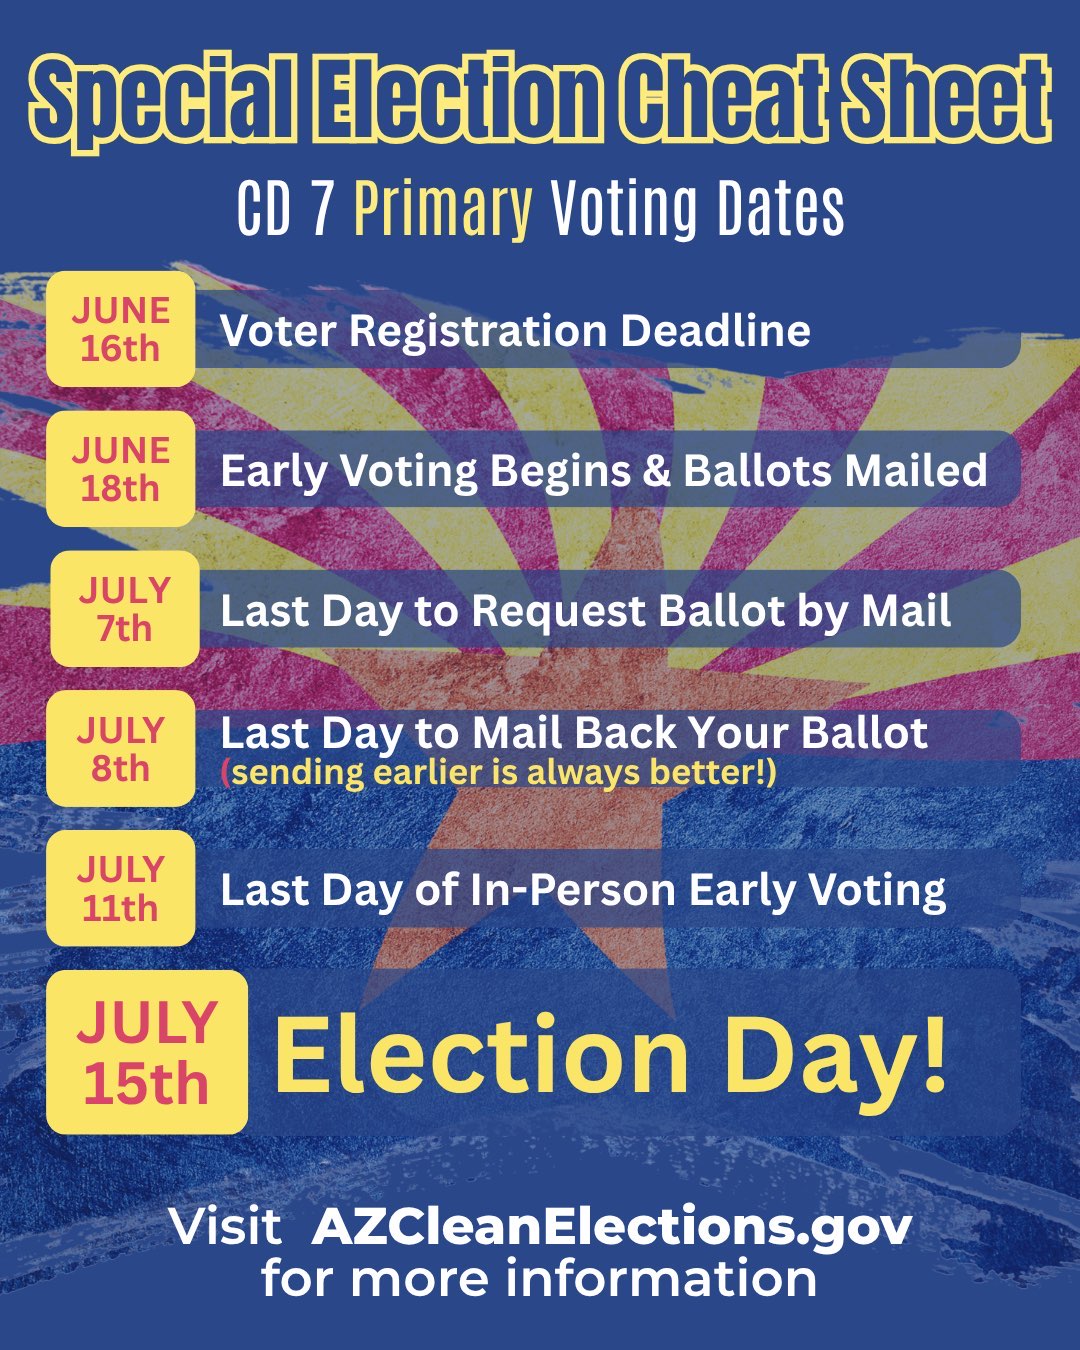 Special Election Cheat Sheet
CD 7 Primary Voting Dates
JUNE
16th
Voter Registration Deadline
JUNE
18th
Early Voting Begins & Ballots Mailed
JULY
7th
Last Day to Request Ballot by Mail
JULY
8th
Last Day to Mail Back Your Ballot
(sending earlier is always better!)
JULY
11th
Last Day of In-Person Early Voting
JULY
15th
Election Day!
Visit AZCleanElections.gov
for more information